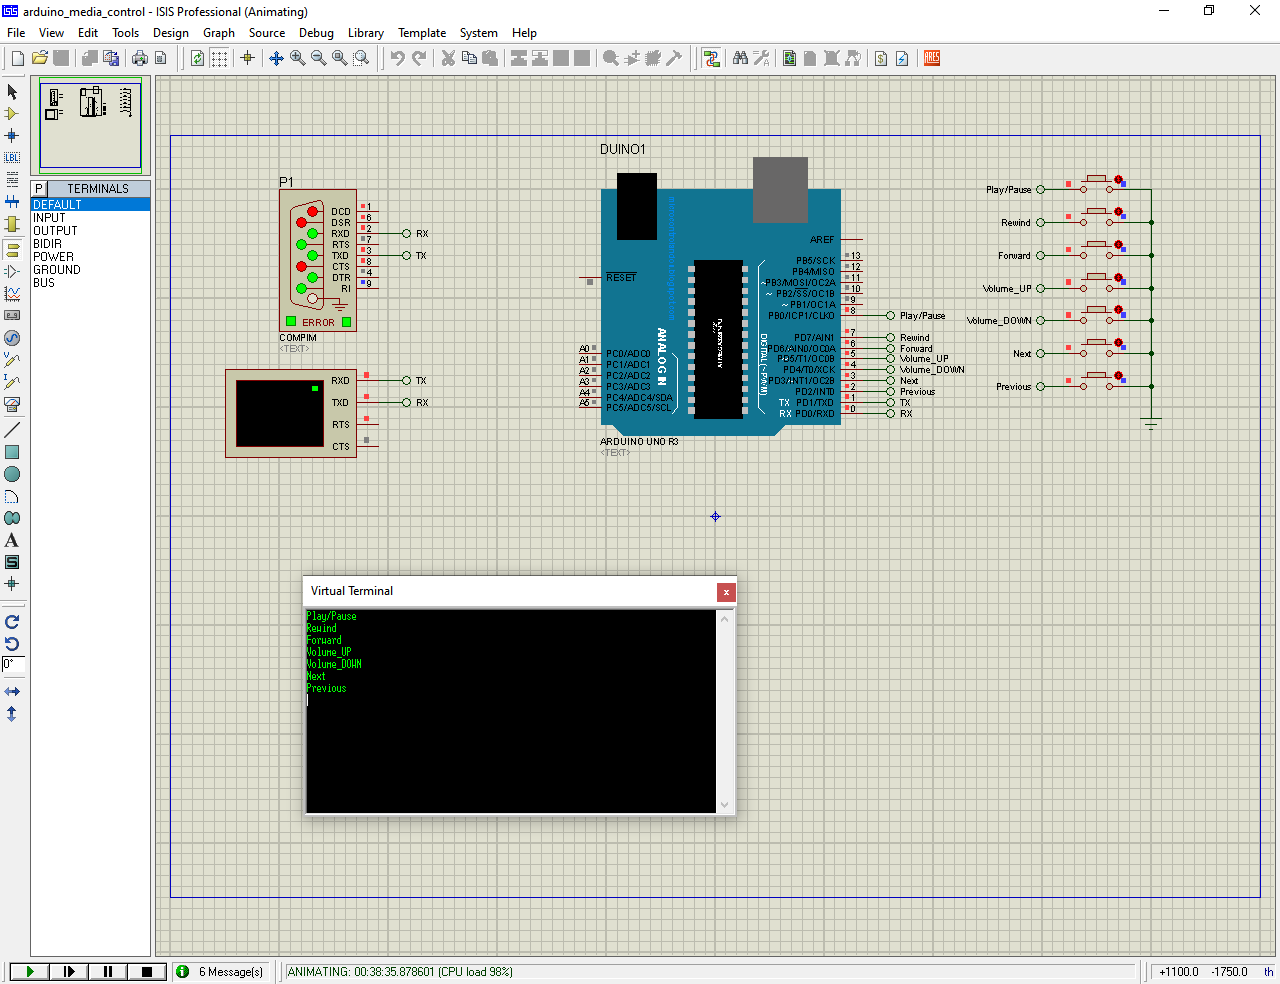 arduino_media_control - ISIS Professional (Animating)
File View Edit Tools Design Graph Source Debug Library Template System Help
P TERMINALS
DEFAULT
INPUT
OUTPUT
BIDIR
POWER
GROUND
BUS
LBL
A
S
0°
P1
DCD 1
DSR 6
RXD 2 RX
RTS 7
TXD 3 TX
CTS 8
DTR 4
RI 9
ERROR
COMPIM
<TEXT>
RXD TX
TXD RX
RTS
CTS
DUINO1
RESET
AREF
PB5/SCK 13
PB4/MISO 12
~PB3/MOSI/OC2A 11
~ PB2/SS/OC1B 10
~ PB1/OC1A 9
PB0/ICP1/CLKO 8 Play/Pause
PD7/AIN1 7 Rewind
PD6/AIN0/OC0A 6 Forward
PD5/T1/OC0B 5 Volume_UP
PD4/T0/XCK 4 Volume_DOWN
PD3/INT1/OC2B 3 Next
PD2/INT0 2 Previous
TX PD1/TXD 1 TX
RX PD0/RXD 0 RX
DIGITAL (~PWM)
ANALOG IN
A0 PC0/ADC0
A1 PC1/ADC1
A2 PC2/ADC2
A3 PC3/ADC3
A4 PC4/ADC4/SDA
A5 PC5/ADC5/SCL
ARDUINO UNO R3
<TEXT>
Play/Pause
Rewind
Forward
Volume_UP
Volume_DOWN
Next
Previous
Virtual Terminal
Play/Pause
Rewind
Forward
Volume_UP
Volume_DOWN
Next
Previous
6 Message(s)
ANIMATING: 00:38:35.878601 (CPU load 98%)
+1100.0 -1750.0 th